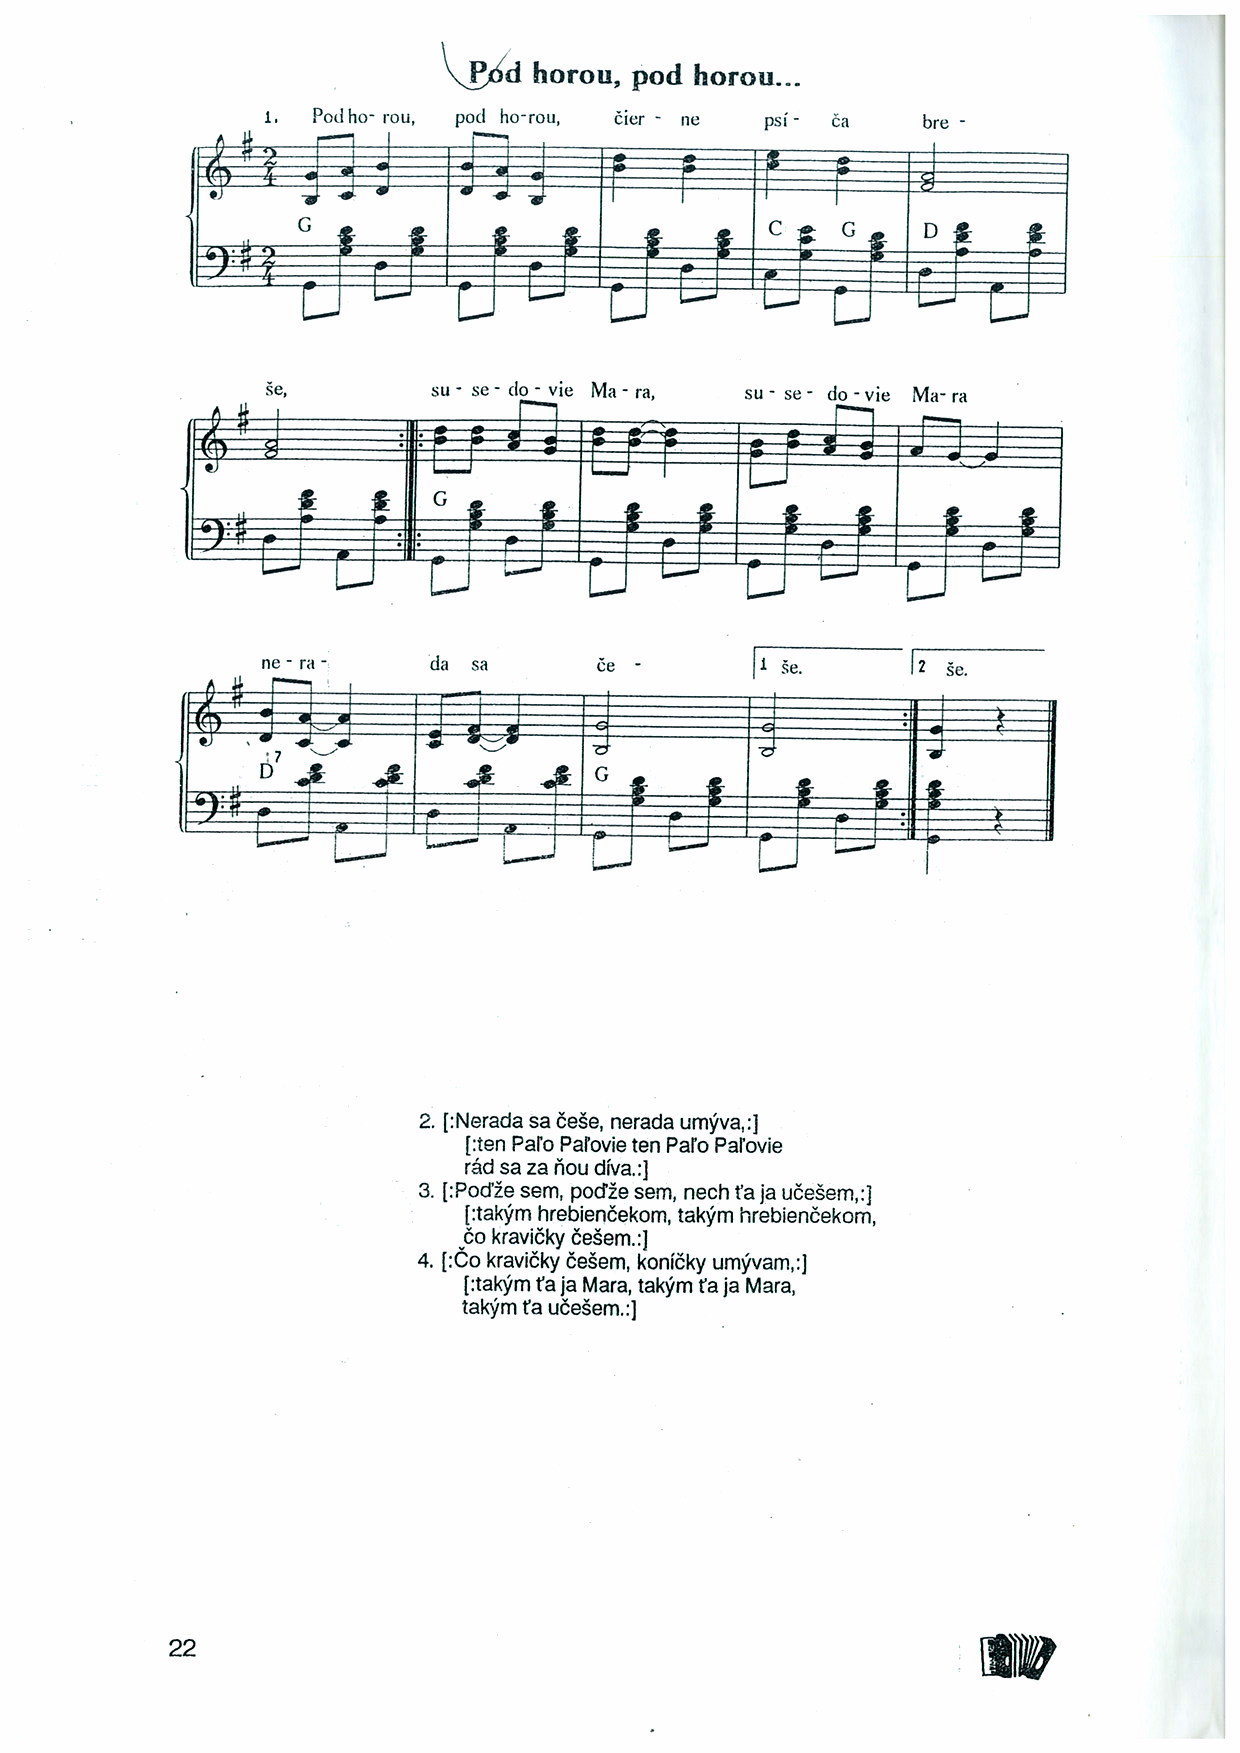 Pod horou, pod horou...
1. Pod ho- rou, pod ho-rou, čier - ne psí - ča bre -
G C G D
še, su - se - do - vie Ma - ra, su - se - do - vie Ma - ra
G
ne - ra - da sa če - 1 še. 2 še.
D7 G
2. [:Nerada sa češe, nerada umýva,:]
[:ten Paľo Paľovie ten Paľo Paľovie
rád sa za ňou díva.:]
3. [:Poďže sem, poďže sem, nech ťa ja učešem,:]
[:takým hrebienčekom, takým hrebienčekom,
čo kravičky češem.:]
4. [:Čo kravičky češem, koníčky umývam,:]
[:takým ťa ja Mara, takým ťa ja Mara,
takým ťa učešem.:]
22